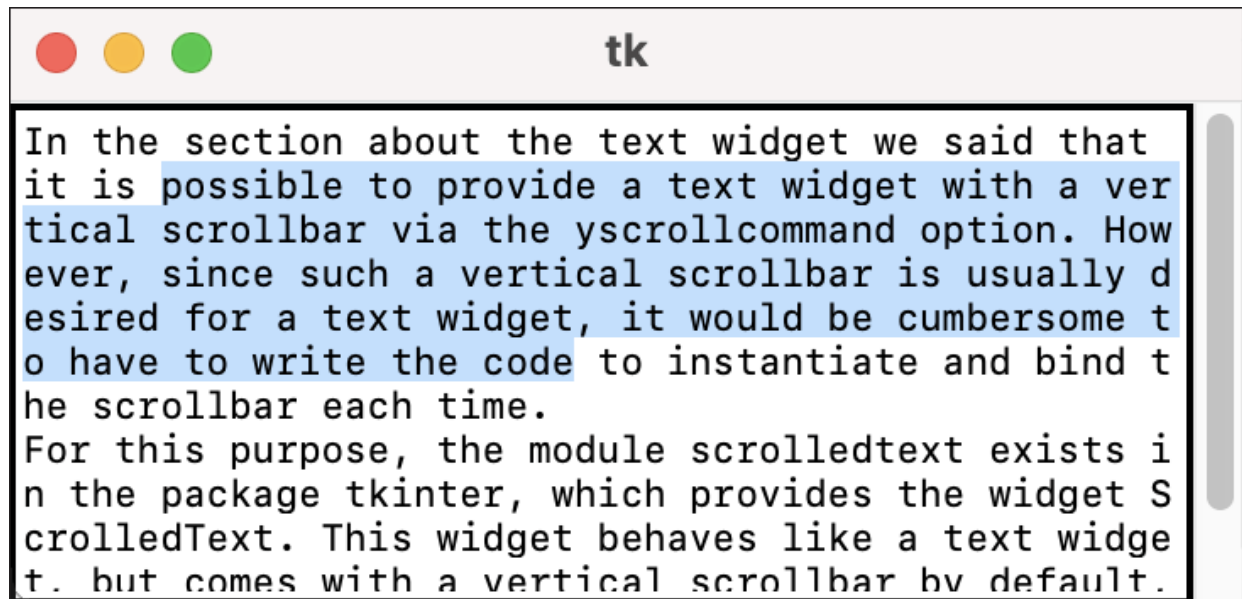 tk
In the section about the text widget we said that
it is possible to provide a text widget with a ver
tical scrollbar via the yscrollcommand option. How
ever, since such a vertical scrollbar is usually d
esired for a text widget, it would be cumbersome t
o have to write the code to instantiate and bind t
he scrollbar each time.
For this purpose, the module scrolledtext exists i
n the package tkinter, which provides the widget S
crolledText. This widget behaves like a text widge
t, but comes with a vertical scrollbar by default.